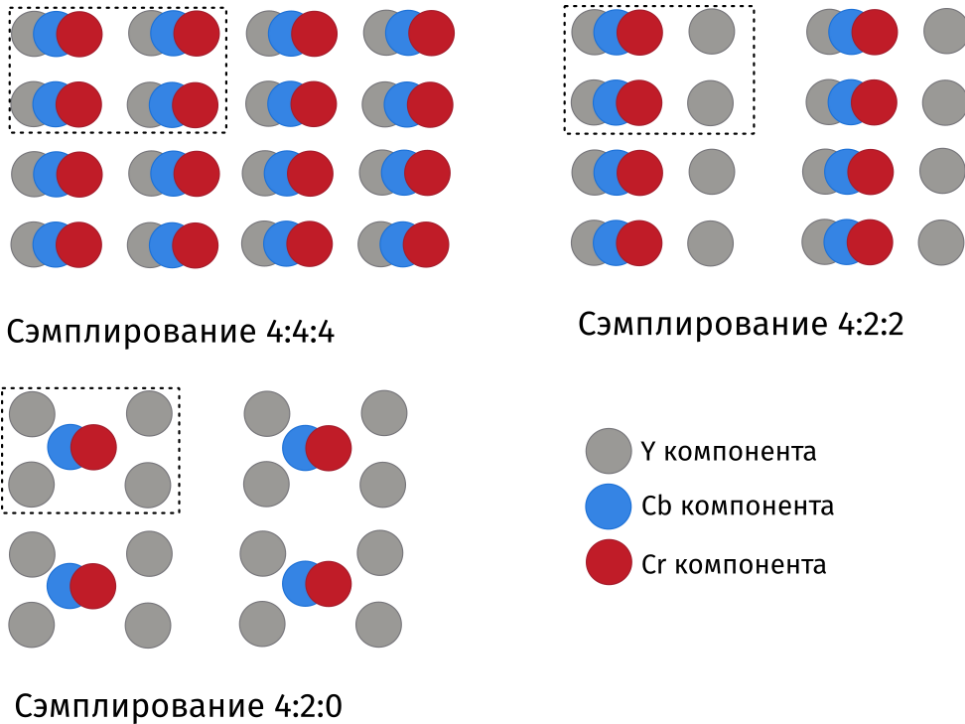 Сэмплирование 4:4:4
Сэмплирование 4:2:2
Y компонента
Cb компонента
Cr компонента
Сэмплирование 4:2:0